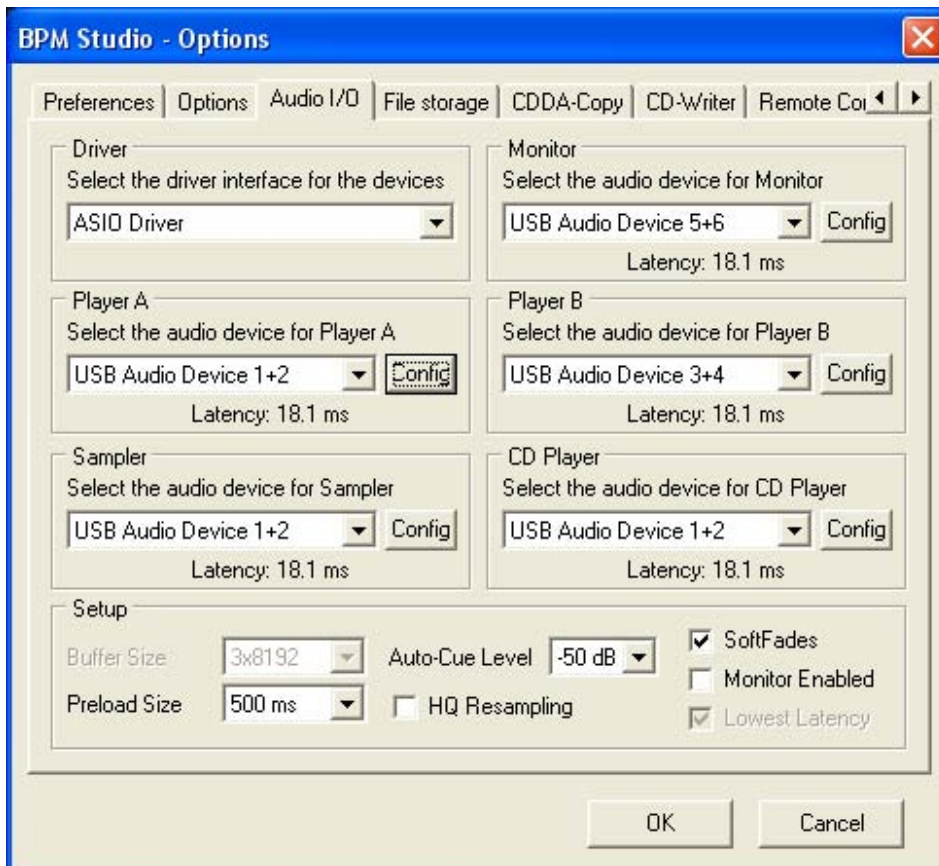 BPM Studio - Options
Preferences Options Audio I/O File storage CDDA-Copy CD-Writer Remote Co
Driver
Select the driver interface for the devices
ASIO Driver
Monitor
Select the audio device for Monitor
USB Audio Device 5+6 Config
Latency: 18.1 ms
Player A
Select the audio device for Player A
USB Audio Device 1+2 Config
Latency: 18.1 ms
Player B
Select the audio device for Player B
USB Audio Device 3+4 Config
Latency: 18.1 ms
Sampler
Select the audio device for Sampler
USB Audio Device 1+2 Config
Latency: 18.1 ms
CD Player
Select the audio device for CD Player
USB Audio Device 1+2 Config
Latency: 18.1 ms
Setup
Buffer Size 3x8192
Preload Size 500 ms
Auto-Cue Level -50 dB
HQ Resampling
SoftFades
Monitor Enabled
Lowest Latency
OK Cancel